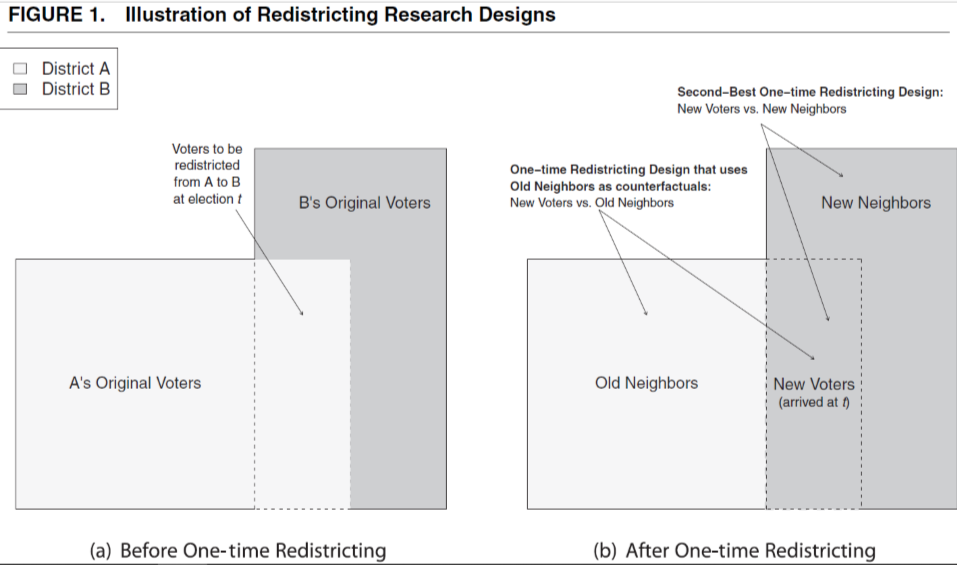 FIGURE 1. Illustration of Redistricting Research Designs
District A
District B
Voters to be
redistricted
from A to B
at election t
B's Original Voters
A's Original Voters
(a) Before One-time Redistricting
Second–Best One–time Redistricting Design:
New Voters vs. New Neighbors
One–time Redistricting Design that uses
Old Neighbors as counterfactuals:
New Voters vs. Old Neighbors
New Neighbors
Old Neighbors
New Voters
(arrived at t)
(b) After One-time Redistricting